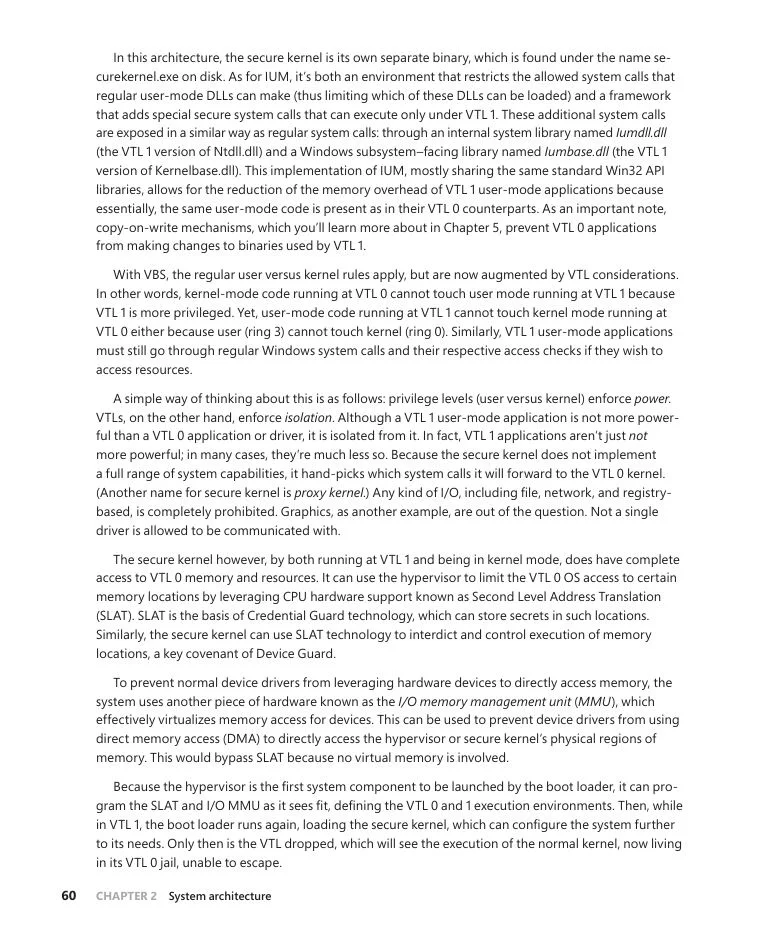 In this architecture, the secure kernel is its own separate binary, which is found under the name se-
curekernel.exe on disk. As for IUM, it's both an environment that restricts the allowed system calls that
regular user-mode DLLs can make (thus limiting which of these DLLs can be loaded) and a framework
that adds special secure system calls that can execute only under VTL 1. These additional system calls
are exposed in a similar way as regular system calls: through an internal system library named Iumdll.dll
(the VTL 1 version of Ntdll.dll) and a Windows subsystem–facing library named Iumbase.dll (the VTL 1
version of Kernelbase.dll). This implementation of IUM, mostly sharing the same standard Win32 API
libraries, allows for the reduction of the memory overhead of VTL 1 user-mode applications because
essentially, the same user-mode code is present as in their VTL 0 counterparts. As an important note,
copy-on-write mechanisms, which you'll learn more about in Chapter 5, prevent VTL 0 applications
from making changes to binaries used by VTL 1.
With VBS, the regular user versus kernel rules apply, but are now augmented by VTL considerations.
In other words, kernel-mode code running at VTL 0 cannot touch user mode running at VTL 1 because
VTL 1 is more privileged. Yet, user-mode code running at VTL 1 cannot touch kernel mode running at
VTL 0 either because user (ring 3) cannot touch kernel (ring 0). Similarly, VTL 1 user-mode applications
must still go through regular Windows system calls and their respective access checks if they wish to
access resources.
A simple way of thinking about this is as follows: privilege levels (user versus kernel) enforce power.
VTLs, on the other hand, enforce isolation. Although a VTL 1 user-mode application is not more power-
ful than a VTL 0 application or driver, it is isolated from it. In fact, VTL 1 applications aren't just not
more powerful; in many cases, they're much less so. Because the secure kernel does not implement
a full range of system capabilities, it hand-picks which system calls it will forward to the VTL 0 kernel.
(Another name for secure kernel is proxy kernel.) Any kind of I/O, including file, network, and registry-
based, is completely prohibited. Graphics, as another example, are out of the question. Not a single
driver is allowed to be communicated with.
The secure kernel however, by both running at VTL 1 and being in kernel mode, does have complete
access to VTL 0 memory and resources. It can use the hypervisor to limit the VTL 0 OS access to certain
memory locations by leveraging CPU hardware support known as Second Level Address Translation
(SLAT). SLAT is the basis of Credential Guard technology, which can store secrets in such locations.
Similarly, the secure kernel can use SLAT technology to interdict and control execution of memory
locations, a key covenant of Device Guard.
To prevent normal device drivers from leveraging hardware devices to directly access memory, the
system uses another piece of hardware known as the I/O memory management unit (MMU), which
effectively virtualizes memory access for devices. This can be used to prevent device drivers from using
direct memory access (DMA) to directly access the hypervisor or secure kernel's physical regions of
memory. This would bypass SLAT because no virtual memory is involved.
Because the hypervisor is the first system component to be launched by the boot loader, it can pro-
gram the SLAT and I/O MMU as it sees fit, defining the VTL 0 and 1 execution environments. Then, while
in VTL 1, the boot loader runs again, loading the secure kernel, which can configure the system further
to its needs. Only then is the VTL dropped, which will see the execution of the normal kernel, now living
in its VTL 0 jail, unable to escape.
60 CHAPTER 2 System architecture